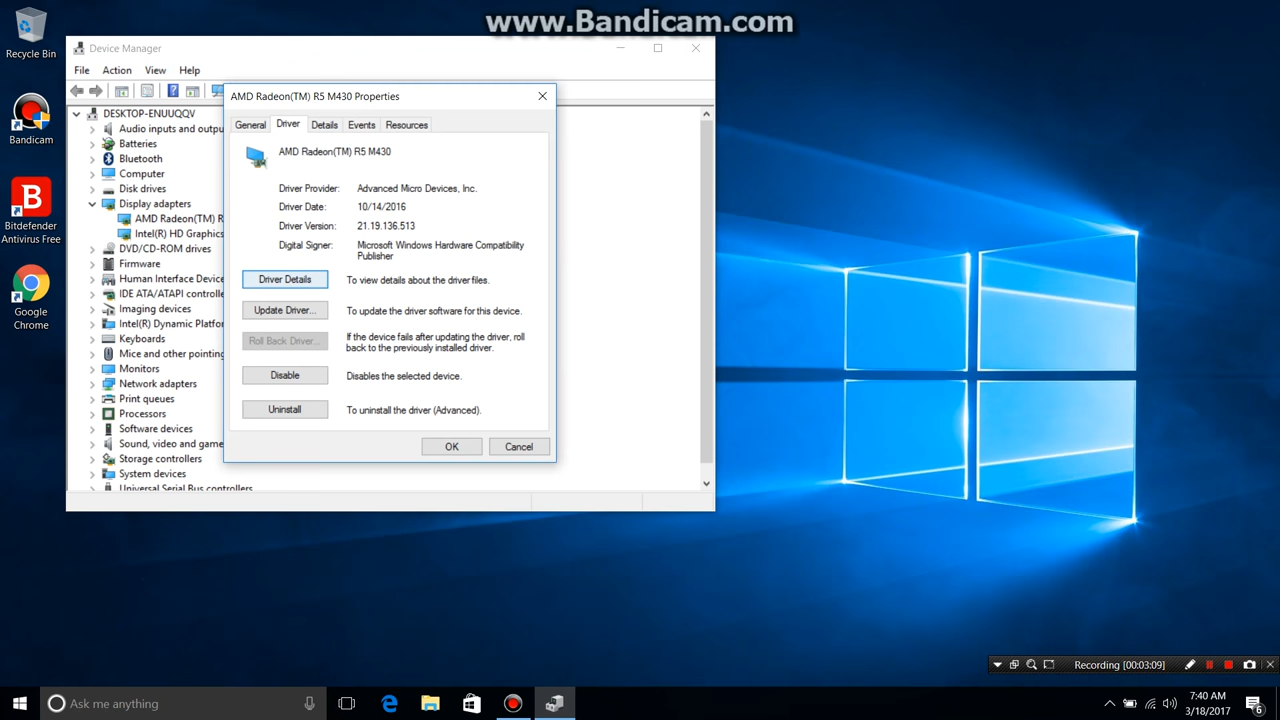 www.Bandicam.com
Recycle Bin
Bandicam
Bitdefender
Antivirus Free
Google
Chrome
Device Manager
File Action View Help
DESKTOP-ENUUQQV
Audio inputs and outpu
Batteries
Bluetooth
Computer
Disk drives
Display adapters
AMD Radeon(TM) R
Intel(R) HD Graphics
DVD/CD-ROM drives
Firmware
Human Interface Device
IDE ATA/ATAPI controlle
Imaging devices
Intel(R) Dynamic Platfor
Keyboards
Mice and other pointing
Monitors
Network adapters
Print queues
Processors
Software devices
Sound, video and game
Storage controllers
System devices
Universal Serial Bus controllers
AMD Radeon(TM) R5 M430 Properties
General Driver Details Events Resources
AMD Radeon(TM) R5 M430
Driver Provider: Advanced Micro Devices, Inc.
Driver Date: 10/14/2016
Driver Version: 21.19.136.513
Digital Signer: Microsoft Windows Hardware Compatibility
Publisher
Driver Details To view details about the driver files.
Update Driver... To update the driver software for this device.
Roll Back Driver... If the device fails after updating the driver, roll
back to the previously installed driver.
Disable Disables the selected device.
Uninstall To uninstall the driver (Advanced).
OK Cancel
Recording [00:03:09]
Ask me anything
7:40 AM
3/18/2017
6